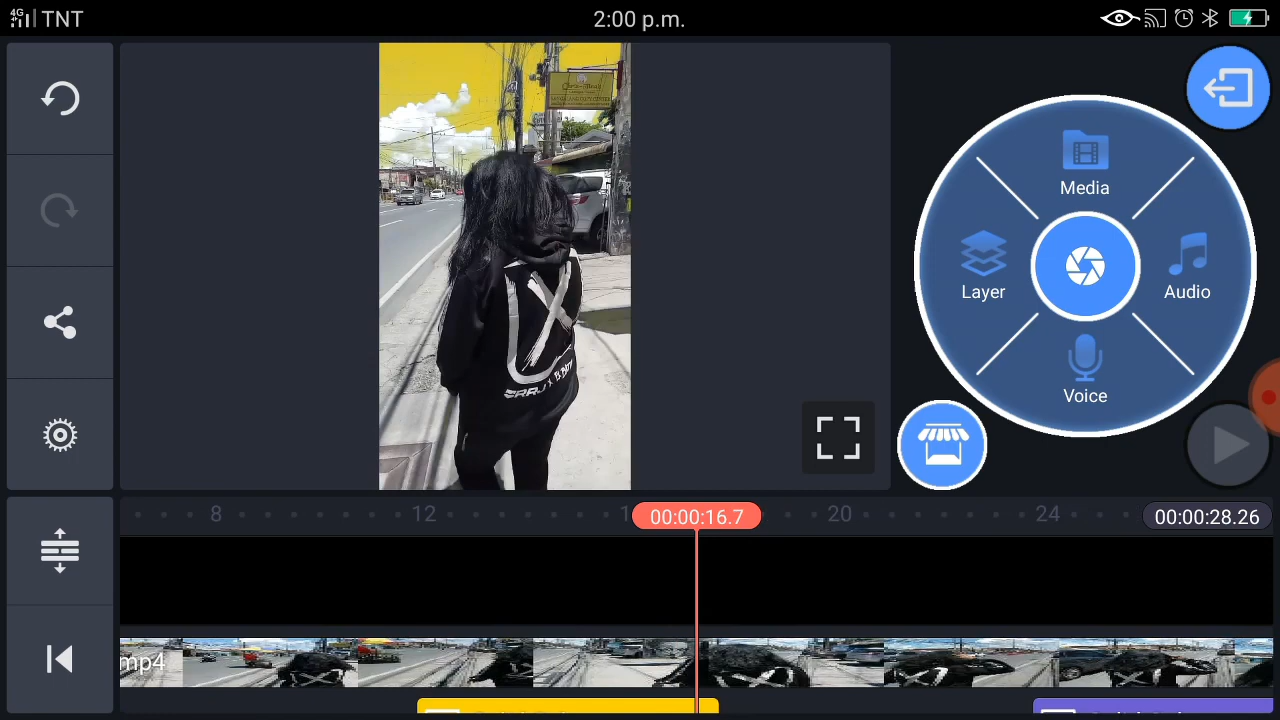 4G TNT
2:00 p.m.
Media
Layer
Audio
Voice
8
12
00:00:16.7
20
24
00:00:28.26
mp4